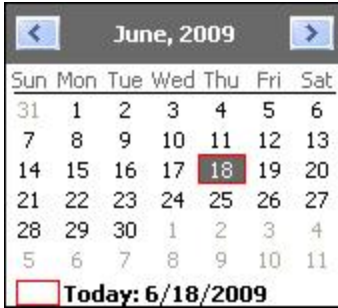 June, 2009
Sun Mon Tue Wed Thu Fri Sat
31 1 2 3 4 5 6
7 8 9 10 11 12 13
14 15 16 17 18 19 20
21 22 23 24 25 26 27
28 29 30 1 2 3 4
5 6 7 8 9 10 11
Today: 6/18/2009